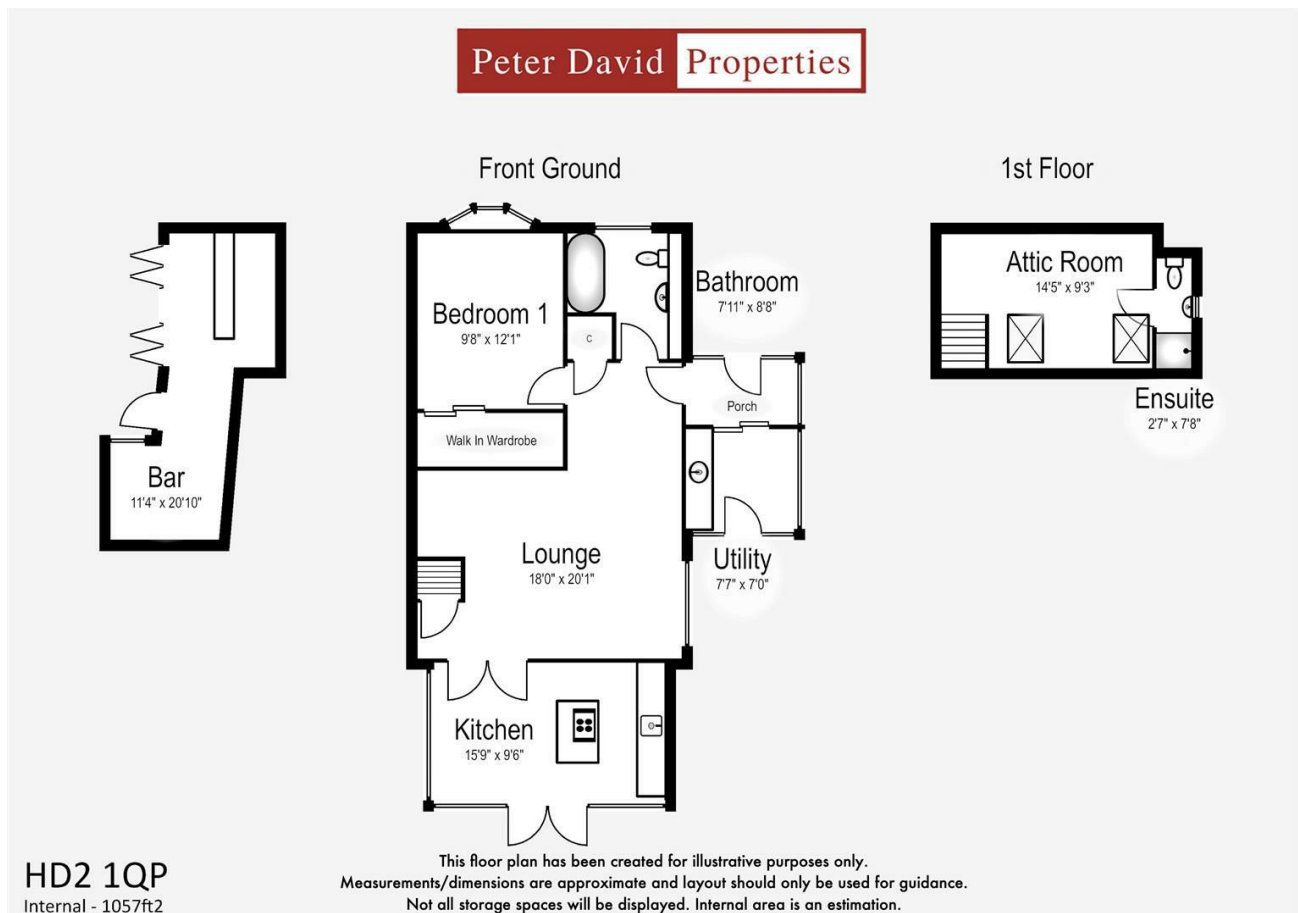 Peter David Properties
Front Ground
1st Floor
Bedroom 1
9'8" x 12'1"
Bathroom
7'11" x 8'8"
C
Porch
Walk In Wardrobe
Attic Room
14'5" x 9'3"
Ensuite
2'7" x 7'8"
Bar
11'4" x 20'10"
Lounge
18'0" x 20'1"
Utility
7'7" x 7'0"
Kitchen
15'9" x 9'6"
HD2 1QP
Internal - 1057ft2
This floor plan has been created for illustrative purposes only.
Measurements/dimensions are approximate and layout should only be used for guidance.
Not all storage spaces will be displayed. Internal area is an estimation.